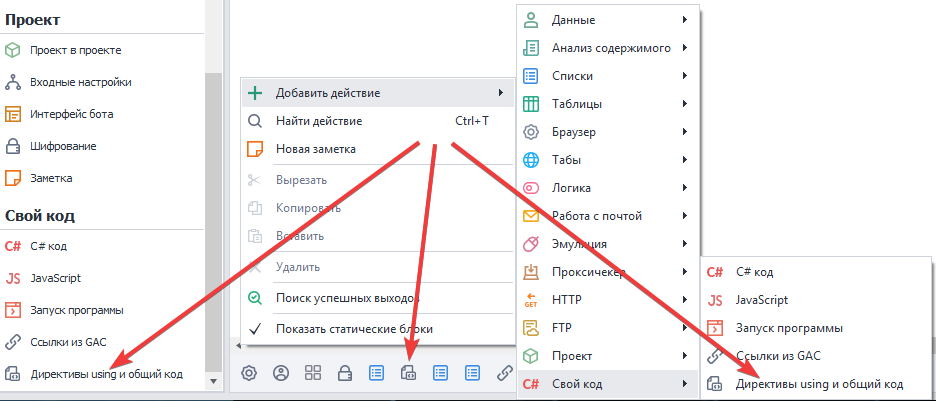 Проект
Проект в проекте
Входные настройки
Интерфейс бота
Шифрование
Заметка
Свой код
C# C# код
JS JavaScript
Запуск программы
Ссылки из GAC
Директивы using и общий код
Добавить действие
Найти действие Ctrl+T
Новая заметка
Вырезать
Копировать
Вставить
Удалить
Поиск успешных выходов
Показать статические блоки
Данные
Анализ содержимого
Списки
Таблицы
Браузер
Табы
Логика
Работа с почтой
Эмуляция
Проксичекер
GET HTTP
FTP
Проект
C# Свой код
C# C# код
JS JavaScript
Запуск программы
Ссылки из GAC
Директивы using и общий код